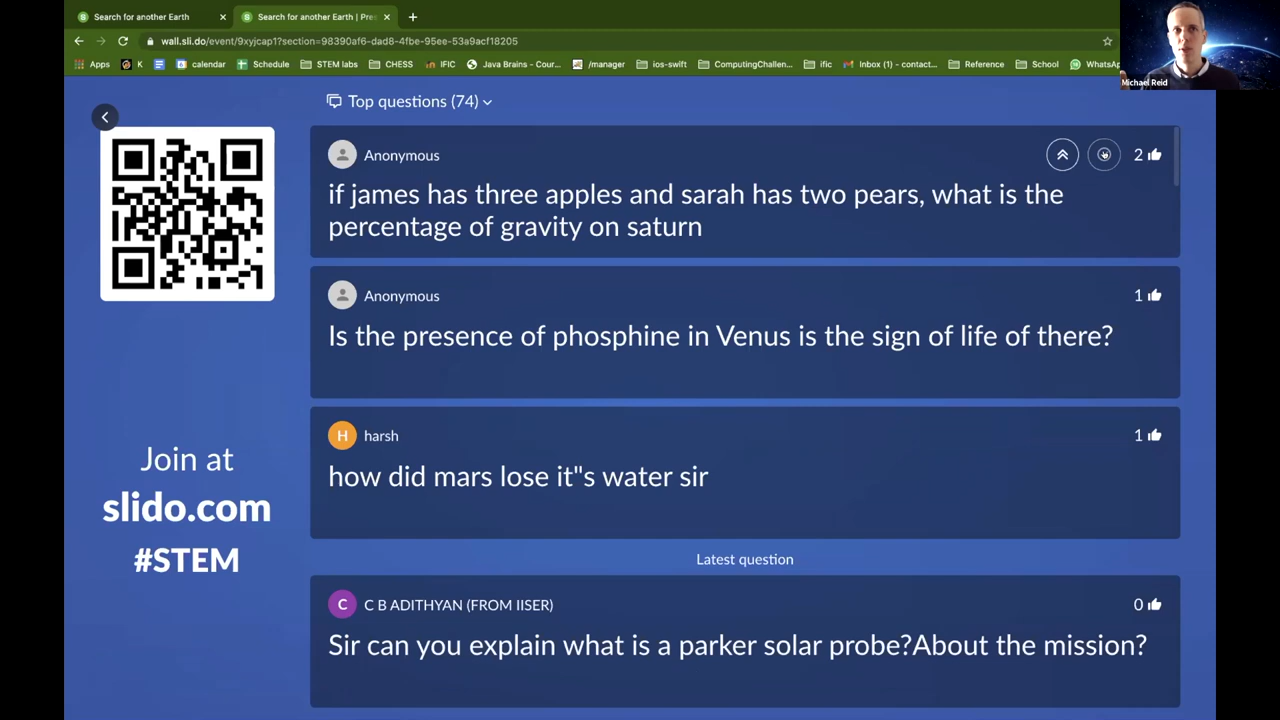 Search for another Earth
Search for another Earth | Pre
wall.sli.do/event/9xyjcap1?section=98390af6-dad8-4fbe-95ee-53a9acf18205
Apps
K
calendar
Schedule
STEM labs
CHESS
IFIC
Java Brains - Cour...
/manager
ios-swift
ComputingChallen...
ific
Inbox (1) - contact...
Reference
School
WhatsAp
Michael Reid
Top questions (74)
Anonymous
2
if james has three apples and sarah has two pears, what is the
percentage of gravity on saturn
Anonymous
1
Is the presence of phosphine in Venus is the sign of life of there?
H
harsh
1
how did mars lose it"s water sir
Join at
slido.com
#STEM
Latest question
C
C B ADITHYAN (FROM IISER)
0
Sir can you explain what is a parker solar probe?About the mission?